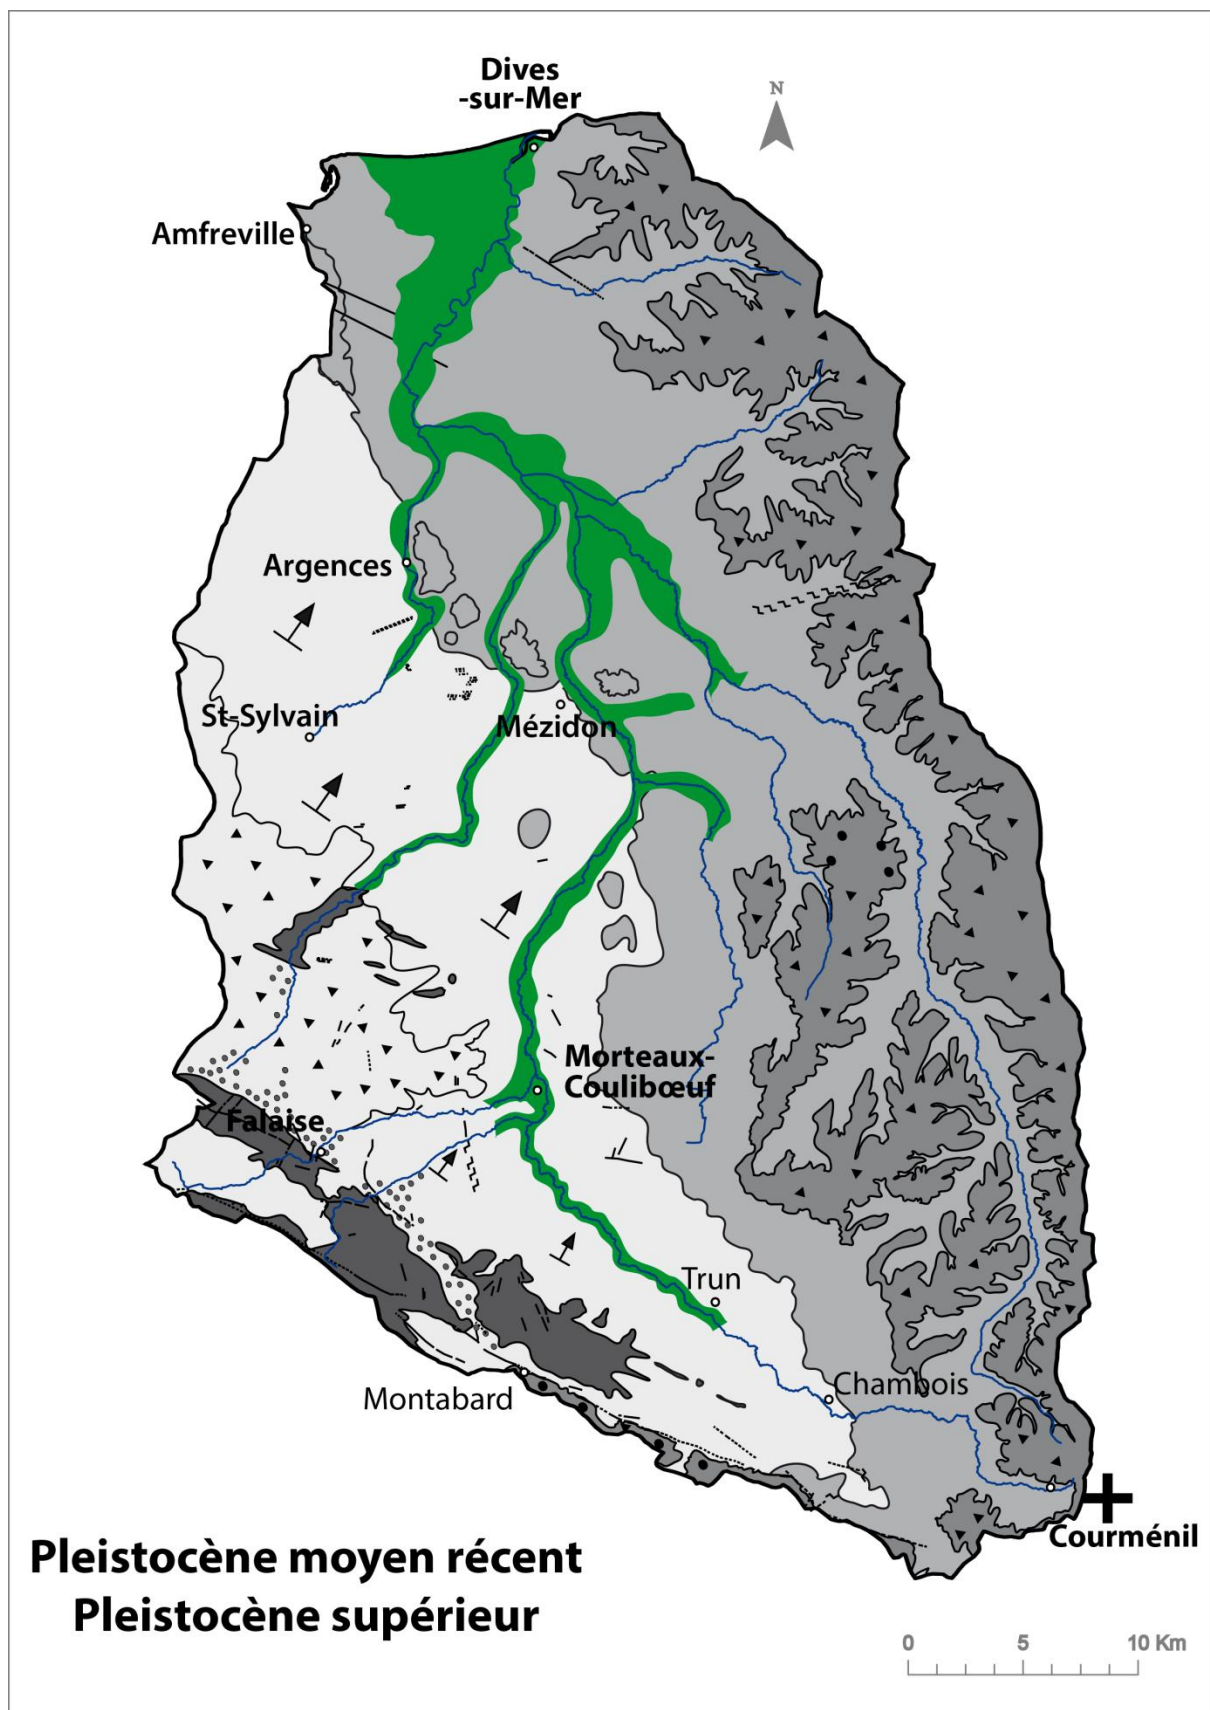 Dives
-sur-Mer
N
Amfreville
Argences
St-Sylvain
Mézidon
Morteaux-
Coulibœuf
Falaise
Trun
Montabard
Chambois
Courménil
Pleistocène moyen récent
Pleistocène supérieur
0 5 10 Km